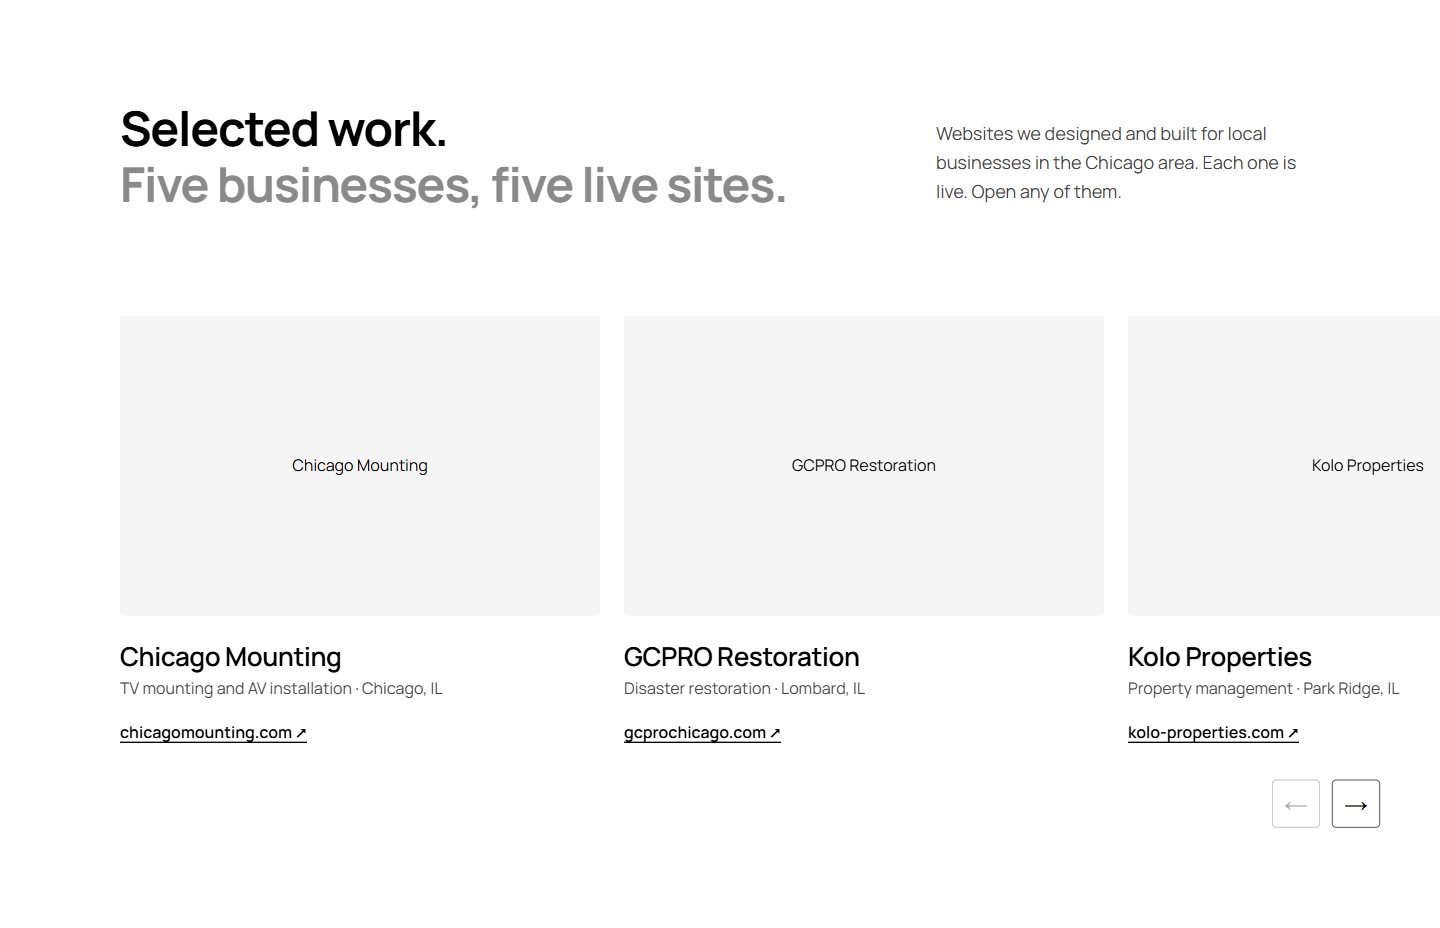 Selected work.
Five businesses, five live sites.
Websites we designed and built for local
businesses in the Chicago area. Each one is
live. Open any of them.
Chicago Mounting
GCPRO Restoration
Kolo Properties
Chicago Mounting
TV mounting and AV installation · Chicago, IL
chicagomounting.com ↗
GCPRO Restoration
Disaster restoration · Lombard, IL
gcprochicago.com ↗
Kolo Properties
Property management · Park Ridge, IL
kolo-properties.com ↗
← →